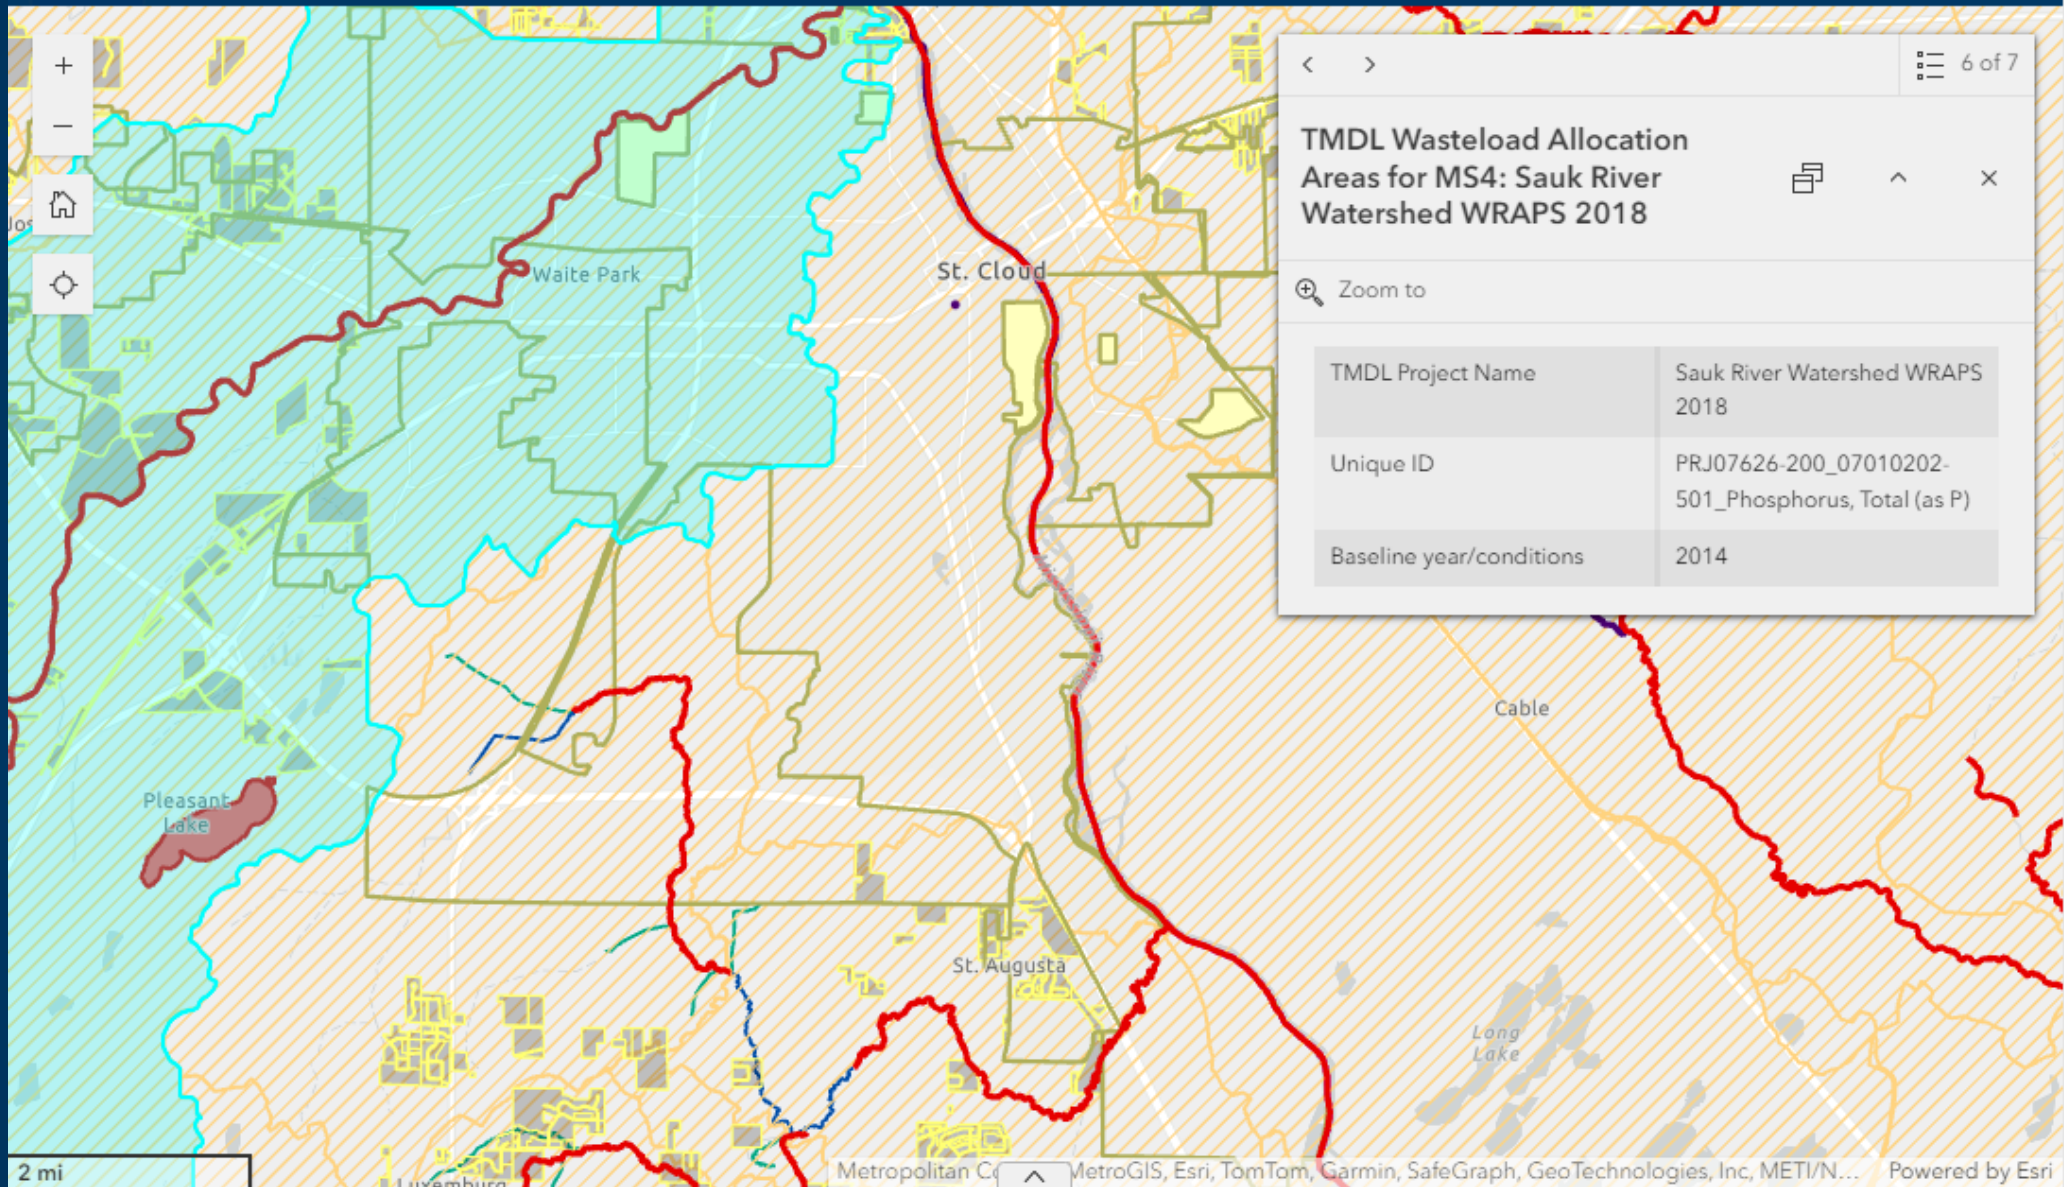 6 of 7
TMDL Wasteload Allocation
Areas for MS4: Sauk River
Watershed WRAPS 2018
Zoom to
TMDL Project Name
Sauk River Watershed WRAPS
2018
Unique ID
PRJ07626-200_07010202-
501_Phosphorus, Total (as P)
Baseline year/conditions
2014
Waite Park
St. Cloud
Cable
Pleasant
Lake
St. Augusta
Long
Lake
Luxemburg
2 mi
Metropolitan
MetroGIS, Esri, TomTom, Garmin, SafeGraph, GeoTechnologies, Inc, METI/N...
Powered by Esri